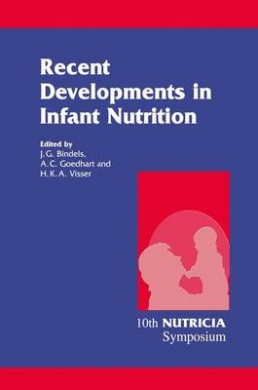 Recent
Developments in
Infant Nutrition
Edited by
J. G. Bindels,
A. C. Goedhart and
H. K. A. Visser
10th NUTRICIA
Symposium